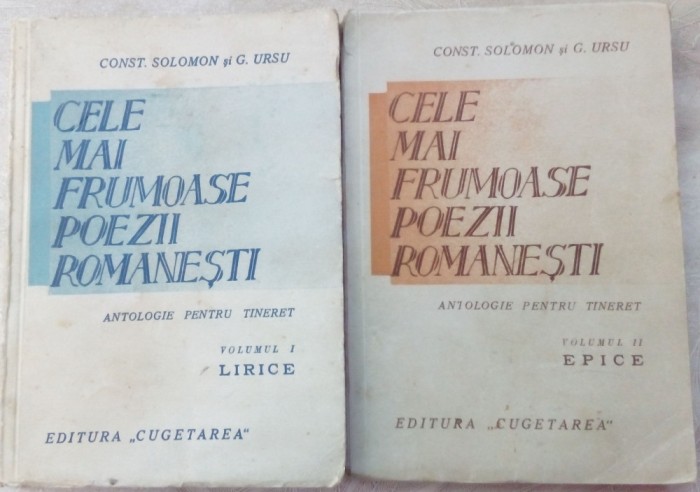 CONST. SOLOMON și G. URSU
CELE
MAI
FRUMOASE
POEZII
ROMANEȘTI
ANTOLOGIE PENTRU TINERET
VOLUMUL I
LIRICE
EDITURA „CUGETAREA"
CONST. SOLOMON și G. URSU
CELE
MAI
FRUMOASE
POEZII
ROMANEȘTI
ANTOLOGIE PENTRU TINERET
VOLUMUL II
EPICE
EDITURA „CUGETAREA"